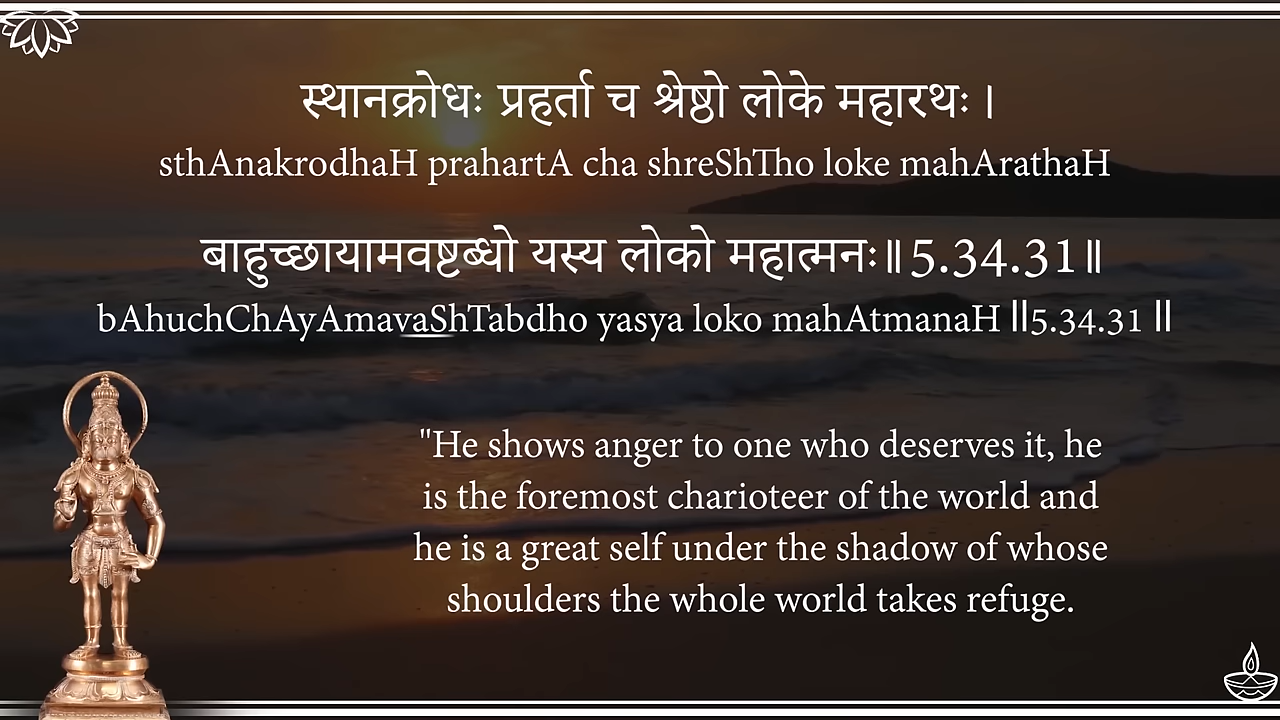 स्थानक्रोधः प्रहर्ता च श्रेष्ठो लोके महारथः ।
sthAnakrodhaH prahartA cha shreShTho loke mahArathaH
बाहुच्छायामवष्टब्धो यस्य लोको महात्मनः॥5.34.31॥
bAhuchChAyAmavaShTabdho yasya loko mahAtmanaH ॥5.34.31 ॥
"He shows anger to one who deserves it, he
is the foremost charioteer of the world and
he is a great self under the shadow of whose
shoulders the whole world takes refuge.